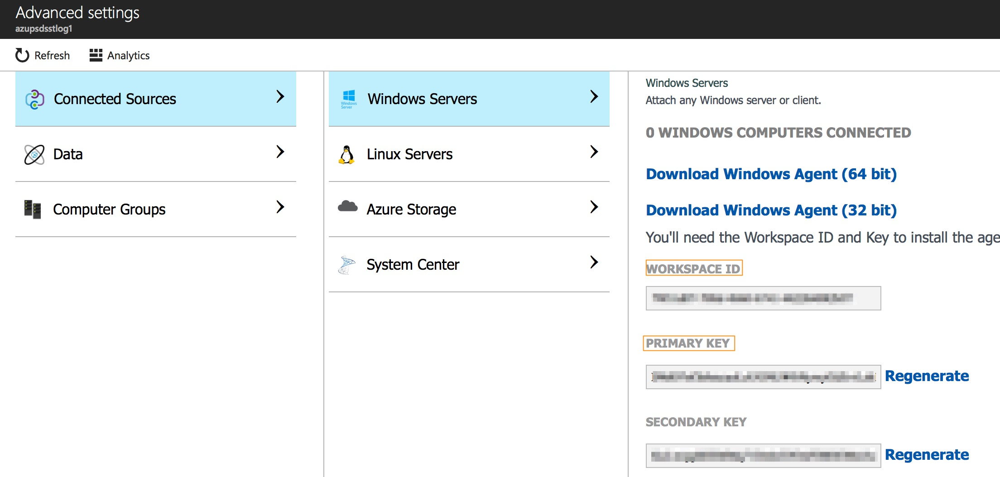 Advanced settings
azupsdsstlog1
Refresh
Analytics
Connected Sources
Data
Computer Groups
Windows Server
Windows Servers
Linux Servers
Azure Storage
System Center
Windows Servers
Attach any Windows server or client.
0 WINDOWS COMPUTERS CONNECTED
Download Windows Agent (64 bit)
Download Windows Agent (32 bit)
You'll need the Workspace ID and Key to install the age
WORKSPACE ID
PRIMARY KEY
Regenerate
SECONDARY KEY
Regenerate